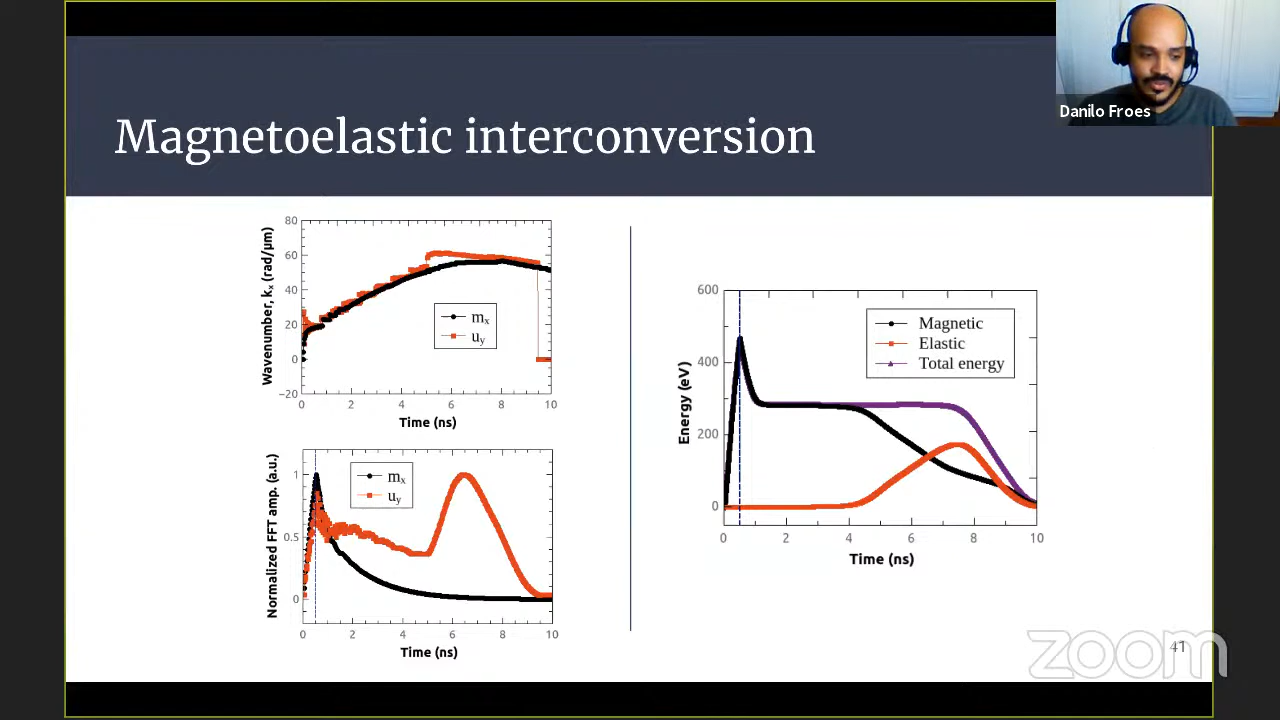 Danilo Froes
Magnetoelastic interconversion
Wavenumber, kₓ (rad/μm)
80
60
40
20
0
−20
mₓ
uᵧ
0 2 4 6 8 10
Time (ns)
Normalized FFT amp. (a.u.)
1
0.5
0
mₓ
uᵧ
0 2 4 6 8 10
Time (ns)
Energy (eV)
600
400
200
0
Magnetic
Elastic
Total energy
0 2 4 6 8 10
Time (ns)
41
zoom